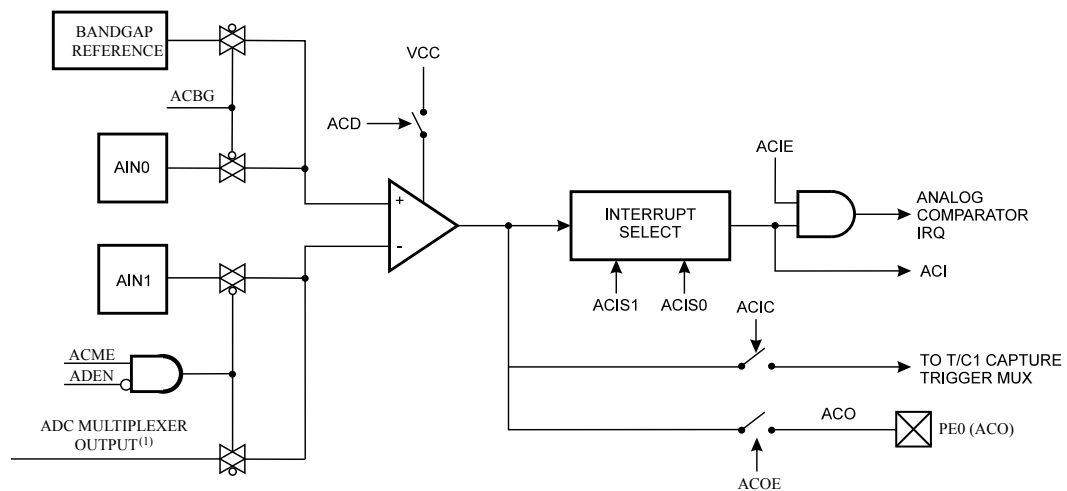 BANDGAP
REFERENCE
ACBG
VCC
ACD
AIN0
ACIE
+
-
INTERRUPT
SELECT
ANALOG
COMPARATOR
IRQ
AIN1
ACI
ACIS1
ACIS0
ACIC
ACME
ADEN
TO T/C1 CAPTURE
TRIGGER MUX
ADC MULTIPLEXER
OUTPUT(1)
ACO
PE0 (ACO)
ACOE